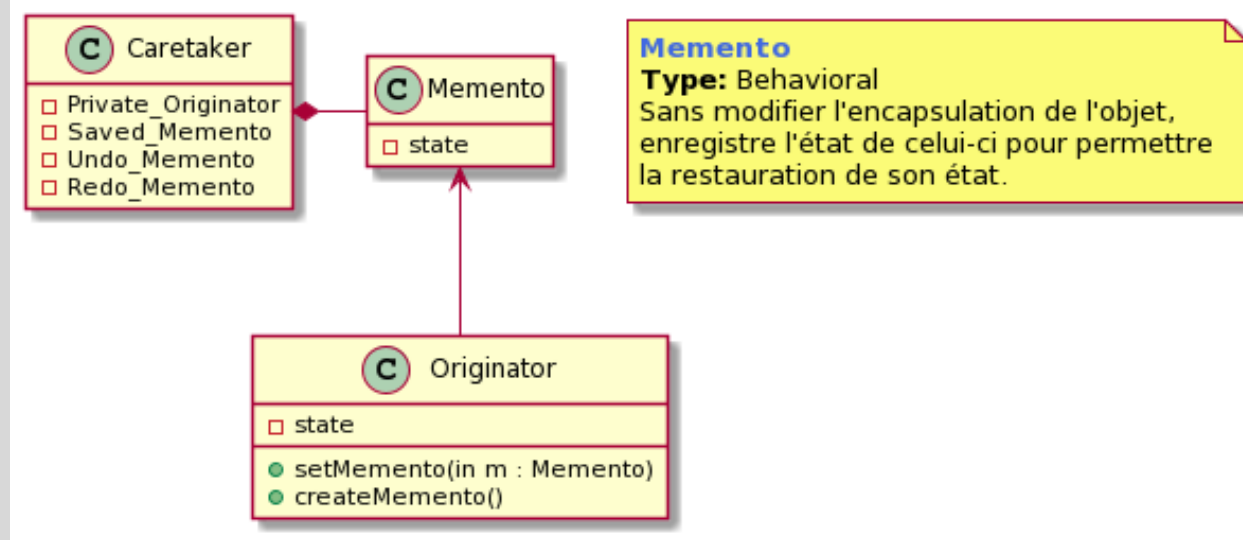 C Caretaker
Private_Originator
Saved_Memento
Undo_Memento
Redo_Memento
C Memento
state
Memento
Type: Behavioral
Sans modifier l'encapsulation de l'objet,
enregistre l'état de celui-ci pour permettre
la restauration de son état.
C Originator
state
setMemento(in m : Memento)
createMemento()